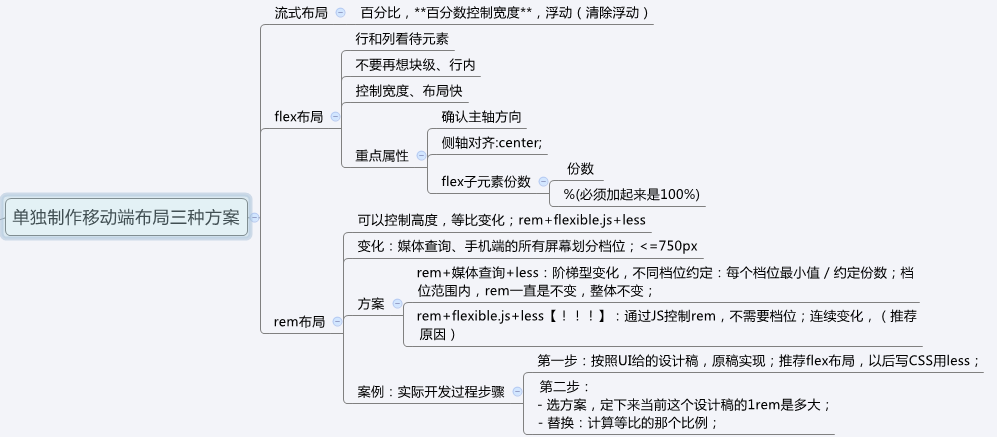 流式布局
百分比，**百分数控制宽度**，浮动（清除浮动）
行和列看待元素
不要再想块级、行内
控制宽度、布局快
flex布局
确认主轴方向
侧轴对齐:center;
重点属性
份数
flex子元素份数
%(必须加起来是100%)
单独制作移动端布局三种方案
可以控制高度，等比变化；rem+flexible.js+less
变化：媒体查询、手机端的所有屏幕划分档位；<=750px
rem+媒体查询+less：阶梯型变化，不同档位约定：每个档位最小值 / 约定份数；档
位范围内，rem一直是不变，整体不变；
方案
rem+flexible.js+less【！！！】：通过JS控制rem，不需要档位；连续变化，（推荐
原因）
rem布局
第一步：按照UI给的设计稿，原稿实现；推荐flex布局，以后写CSS用less；
案例：实际开发过程步骤
第二步：
- 选方案，定下来当前这个设计稿的1rem是多大；
- 替换：计算等比的那个比例；